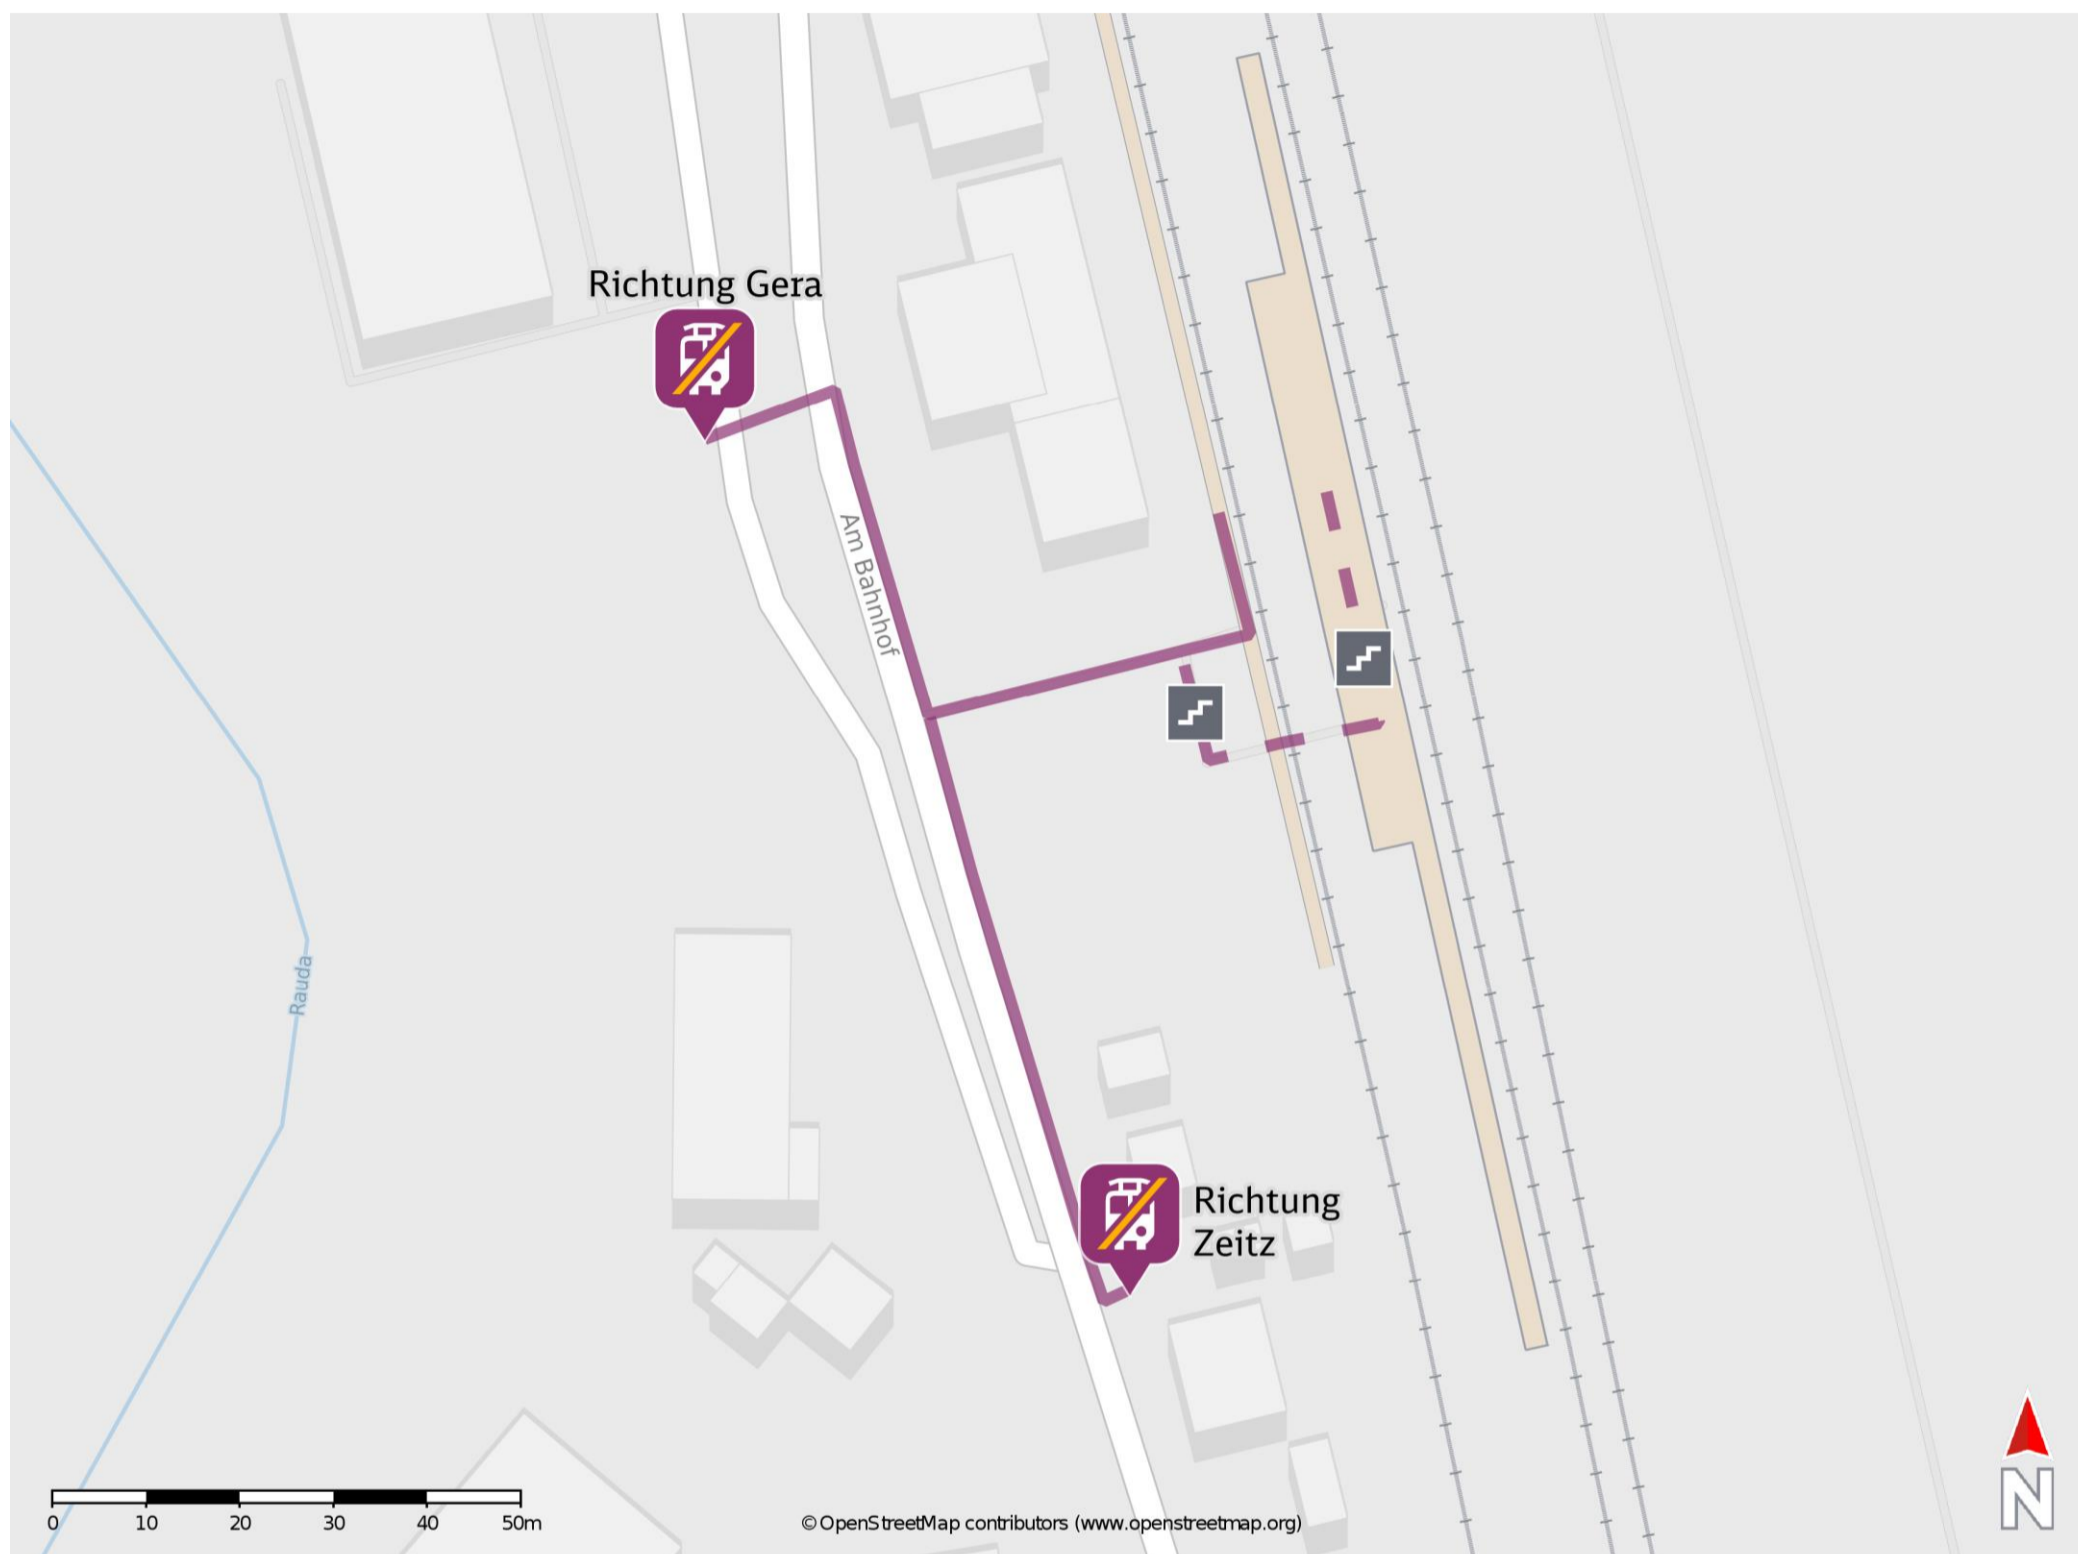 Richtung Gera
Am Bahnhof
Rauda
Richtung
Zeitz
0 10 20 30 40 50m
© OpenStreetMap contributors (www.openstreetmap.org)
N